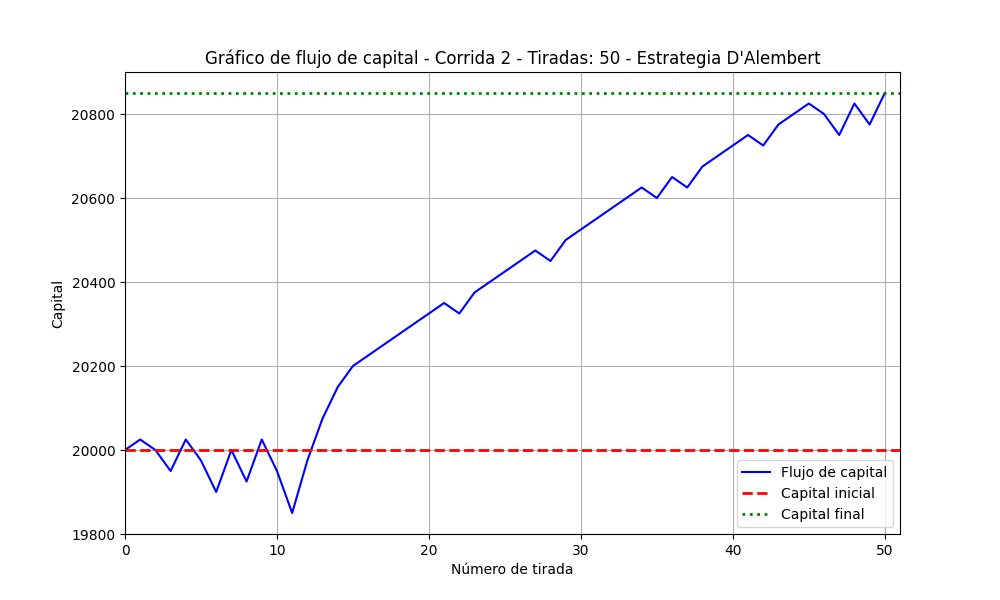 Gráfico de flujo de capital - Corrida 2 - Tiradas: 50 - Estrategia D'Alembert
Capital
20800
20600
20400
20200
20000
19800
0 10 20 30 40 50
Número de tirada
Flujo de capital
Capital inicial
Capital final